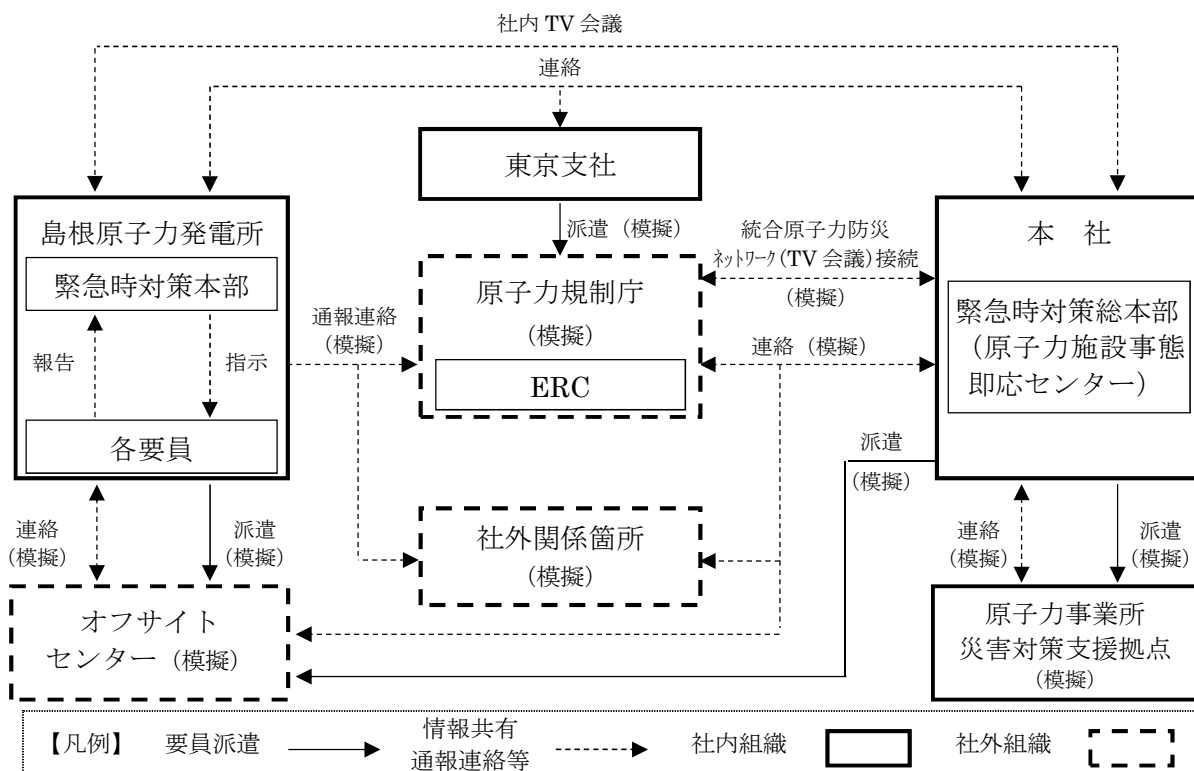 社内 TV 会議
連絡
東京支社
派遣（模擬）
島根原子力発電所
緊急時対策本部
報告
指示
各要員
通報連絡
（模擬）
原子力規制庁
（模擬）
ERC
統合原子力防災
ﾈｯﾄﾜｰｸ（TV 会議）接続
（模擬）
連絡（模擬）
本　社
緊急時対策総本部
（原子力施設事態
即応センター）
派遣
（模擬）
社外関係箇所
（模擬）
連絡
（模擬）
派遣
（模擬）
連絡
（模擬）
派遣
（模擬）
オフサイト
センター（模擬）
原子力事業所
災害対策支援拠点
（模擬）
【凡例】　要員派遣
情報共有
通報連絡等
社内組織
社外組織